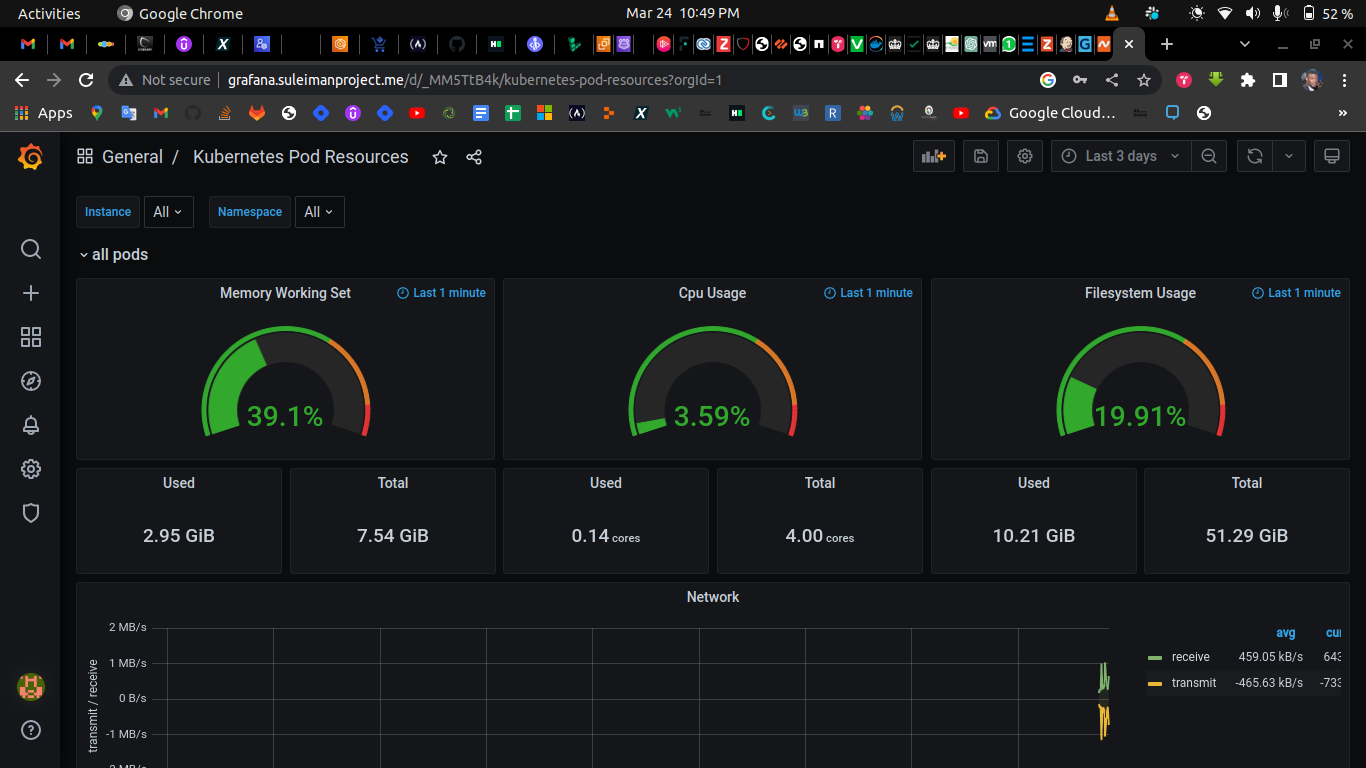 Activities Google Chrome Mar 24 10:49 PM 52 %
Not secure grafana.suleimanproject.me/d/_MM5TtB4k/kubernetes-pod-resources?orgId=1
Apps Google Cloud... »
General / Kubernetes Pod Resources Last 3 days
Instance All Namespace All
all pods
Memory Working Set Last 1 minute
39.1%
Cpu Usage Last 1 minute
3.59%
Filesystem Usage Last 1 minute
19.91%
Used Total Used Total Used Total
2.95 GiB 7.54 GiB 0.14 cores 4.00 cores 10.21 GiB 51.29 GiB
Network
2 MB/s
1 MB/s
0 B/s
-1 MB/s
transmit / receive
avg
receive 459.05 kB/s 643
transmit -465.63 kB/s -733